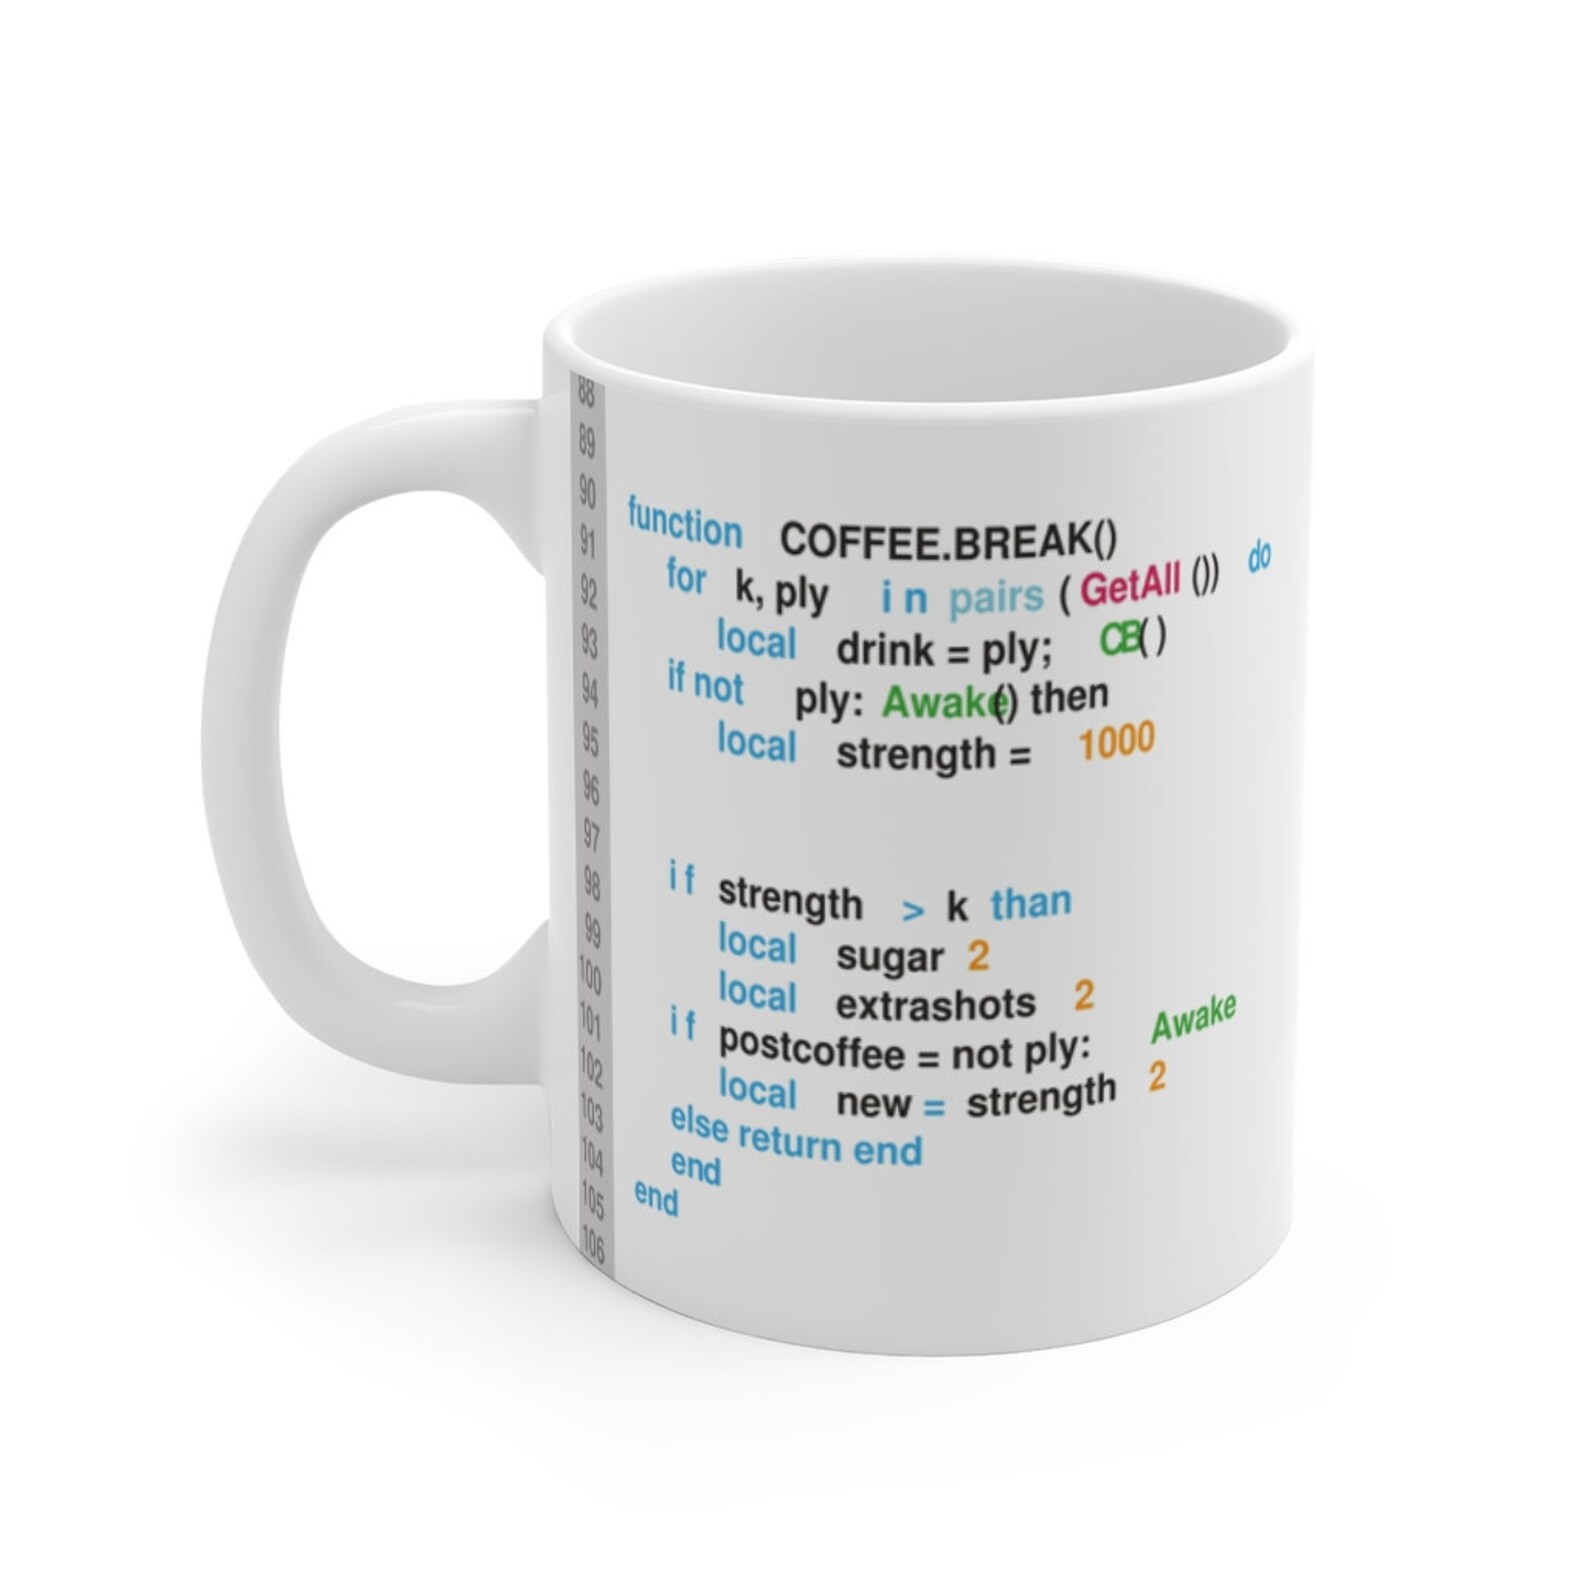 88
89
90
91 function COFFEE.BREAK()
92 for k, ply in pairs ( GetAll ()) do
93 local drink = ply; CB( )
94 if not ply: Awake() then
95 local strength = 1000
96
97
98 if strength > k than
99 local sugar 2
100 local extrashots 2
101 if postcoffee = not ply: Awake
102 local new = strength 2
103 else return end
104 end
105 end
106